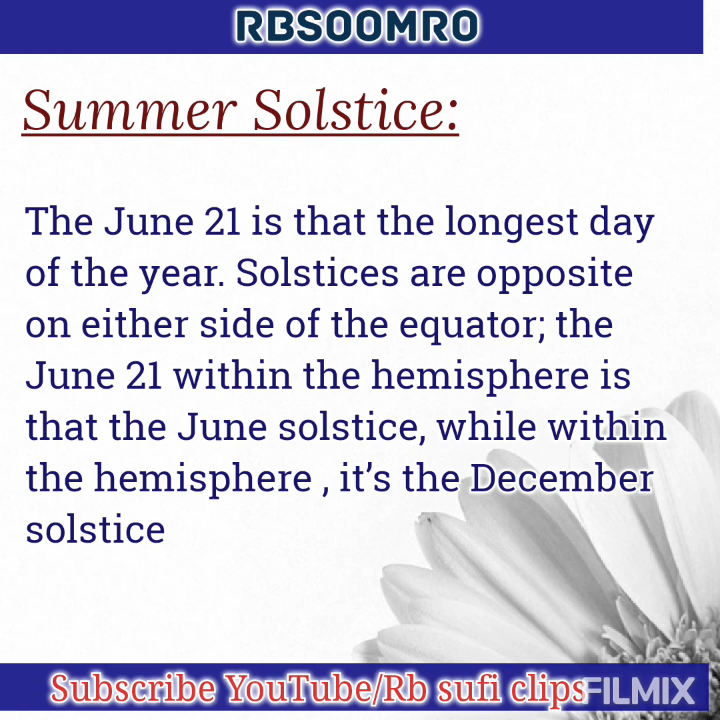 RBSOOMRO
Summer Solstice:
The June 21 is that the longest day
of the year. Solstices are opposite
on either side of the equator; the
June 21 within the hemisphere is
that the June solstice, while within
the hemisphere , it's the December
solstice
Subscribe YouTube/Rb sufi clips
FILMIX